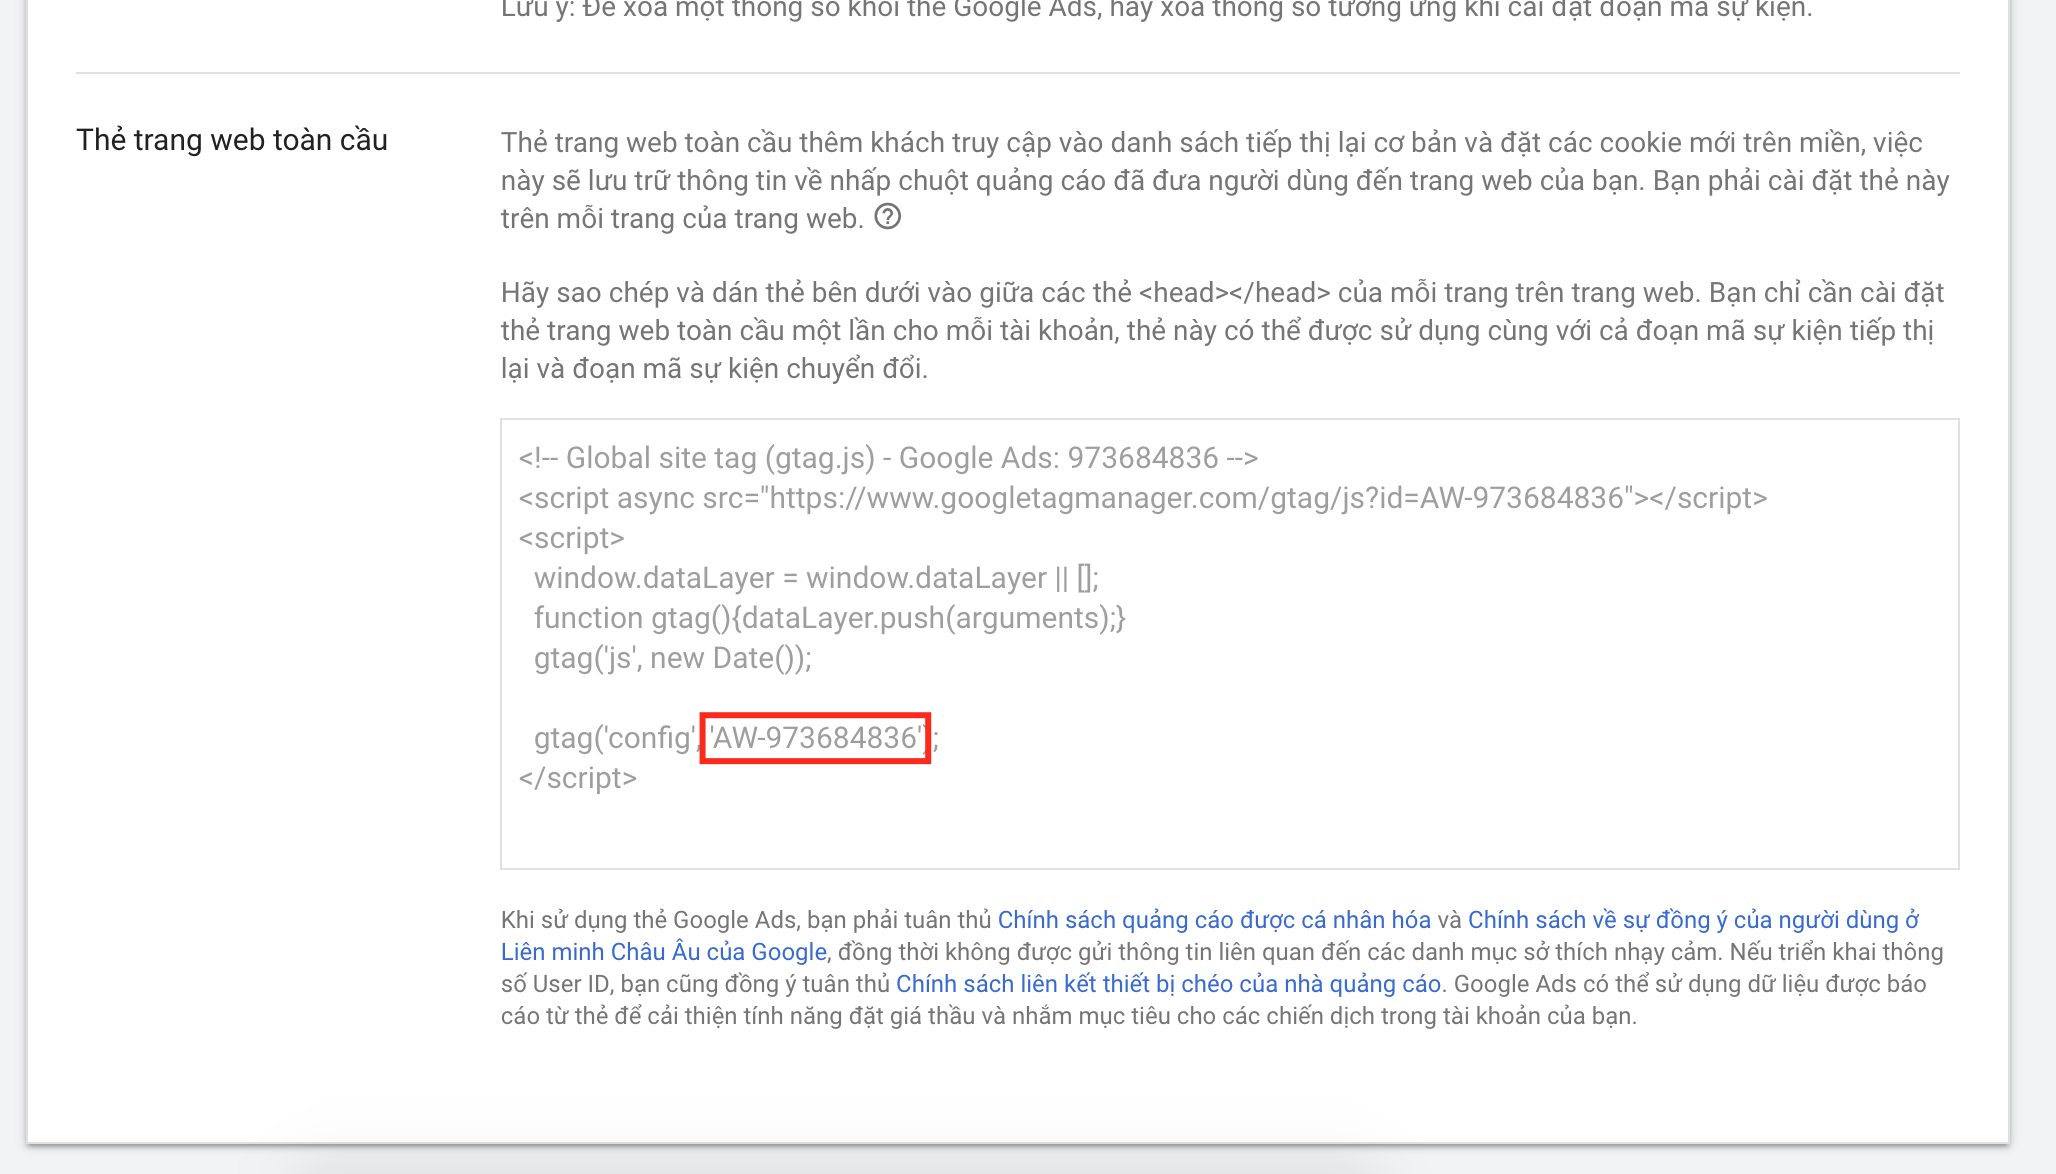 Lưu ý: Để xóa một thông số khỏi thẻ Google Ads, hãy xóa thông số tương ứng khi cài đặt đoạn mã sự kiện.
Thẻ trang web toàn cầu
Thẻ trang web toàn cầu thêm khách truy cập vào danh sách tiếp thị lại cơ bản và đặt các cookie mới trên miền, việc
này sẽ lưu trữ thông tin về nhấp chuột quảng cáo đã đưa người dùng đến trang web của bạn. Bạn phải cài đặt thẻ này
trên mỗi trang của trang web.
Hãy sao chép và dán thẻ bên dưới vào giữa các thẻ <head></head> của mỗi trang trên trang web. Bạn chỉ cần cài đặt
thẻ trang web toàn cầu một lần cho mỗi tài khoản, thẻ này có thể được sử dụng cùng với cả đoạn mã sự kiện tiếp thị
lại và đoạn mã sự kiện chuyển đổi.
<!-- Global site tag (gtag.js) - Google Ads: 973684836 -->
<script async src="https://www.googletagmanager.com/gtag/js?id=AW-973684836"></script>
<script>
window.dataLayer = window.dataLayer || [];
function gtag(){dataLayer.push(arguments);}
gtag('js', new Date());
gtag('config', 'AW-973684836');
</script>
Khi sử dụng thẻ Google Ads, bạn phải tuân thủ Chính sách quảng cáo được cá nhân hóa và Chính sách về sự đồng ý của người dùng ở
Liên minh Châu Âu của Google, đồng thời không được gửi thông tin liên quan đến các danh mục sở thích nhạy cảm. Nếu triển khai thông
số User ID, bạn cũng đồng ý tuân thủ Chính sách liên kết thiết bị chéo của nhà quảng cáo. Google Ads có thể sử dụng dữ liệu được báo
cáo từ thẻ để cải thiện tính năng đặt giá thầu và nhắm mục tiêu cho các chiến dịch trong tài khoản của bạn.